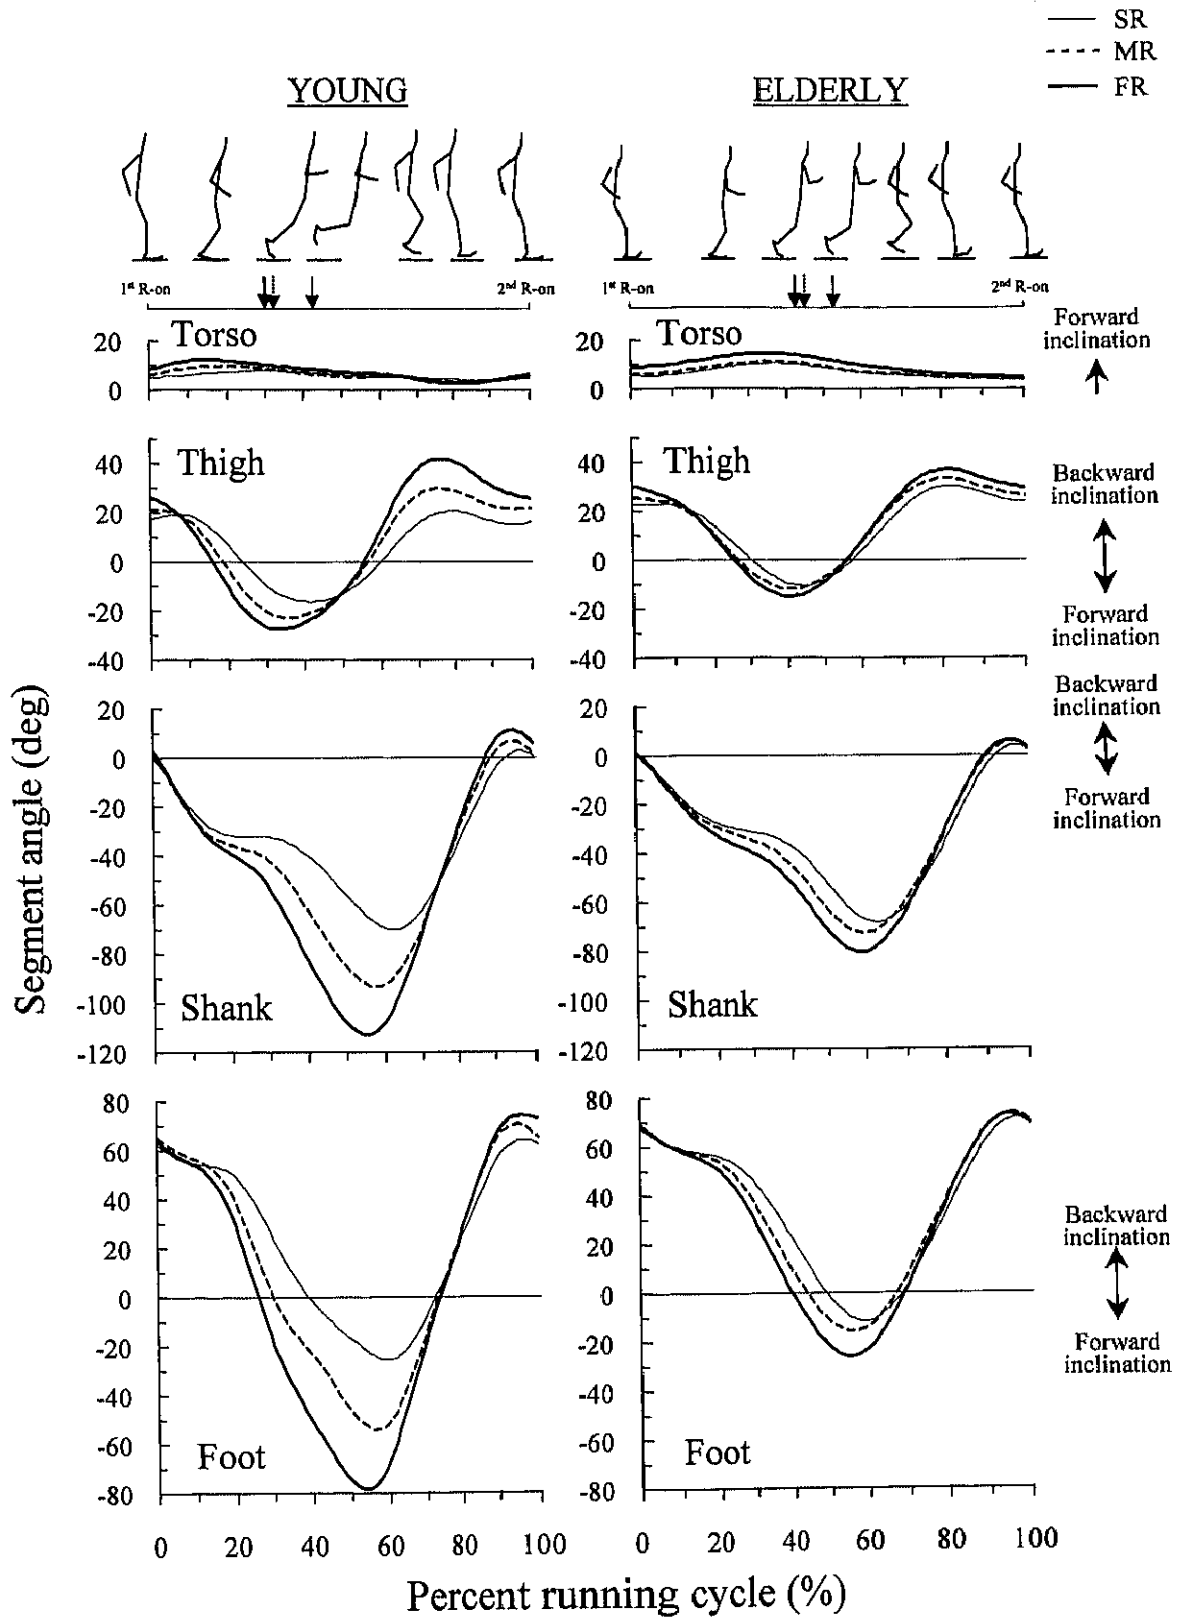 SR
MR
FR
YOUNG
ELDERLY
1st R-on
2nd R-on
1st R-on
2nd R-on
Torso
20
0
Torso
20
0
Forward
inclination
Thigh
40
20
0
-20
-40
Thigh
40
20
0
-20
-40
Backward
inclination
Forward
inclination
Segment angle (deg)
20
0
-20
-40
-60
-80
-100
-120
Shank
20
0
-20
-40
-60
-80
-100
-120
Shank
Backward
inclination
Forward
inclination
80
60
40
20
0
-20
-40
-60
-80
Foot
80
60
40
20
0
-20
-40
-60
-80
Foot
Backward
inclination
Forward
inclination
0 20 40 60 80 100
0 20 40 60 80 100
Percent running cycle (%)